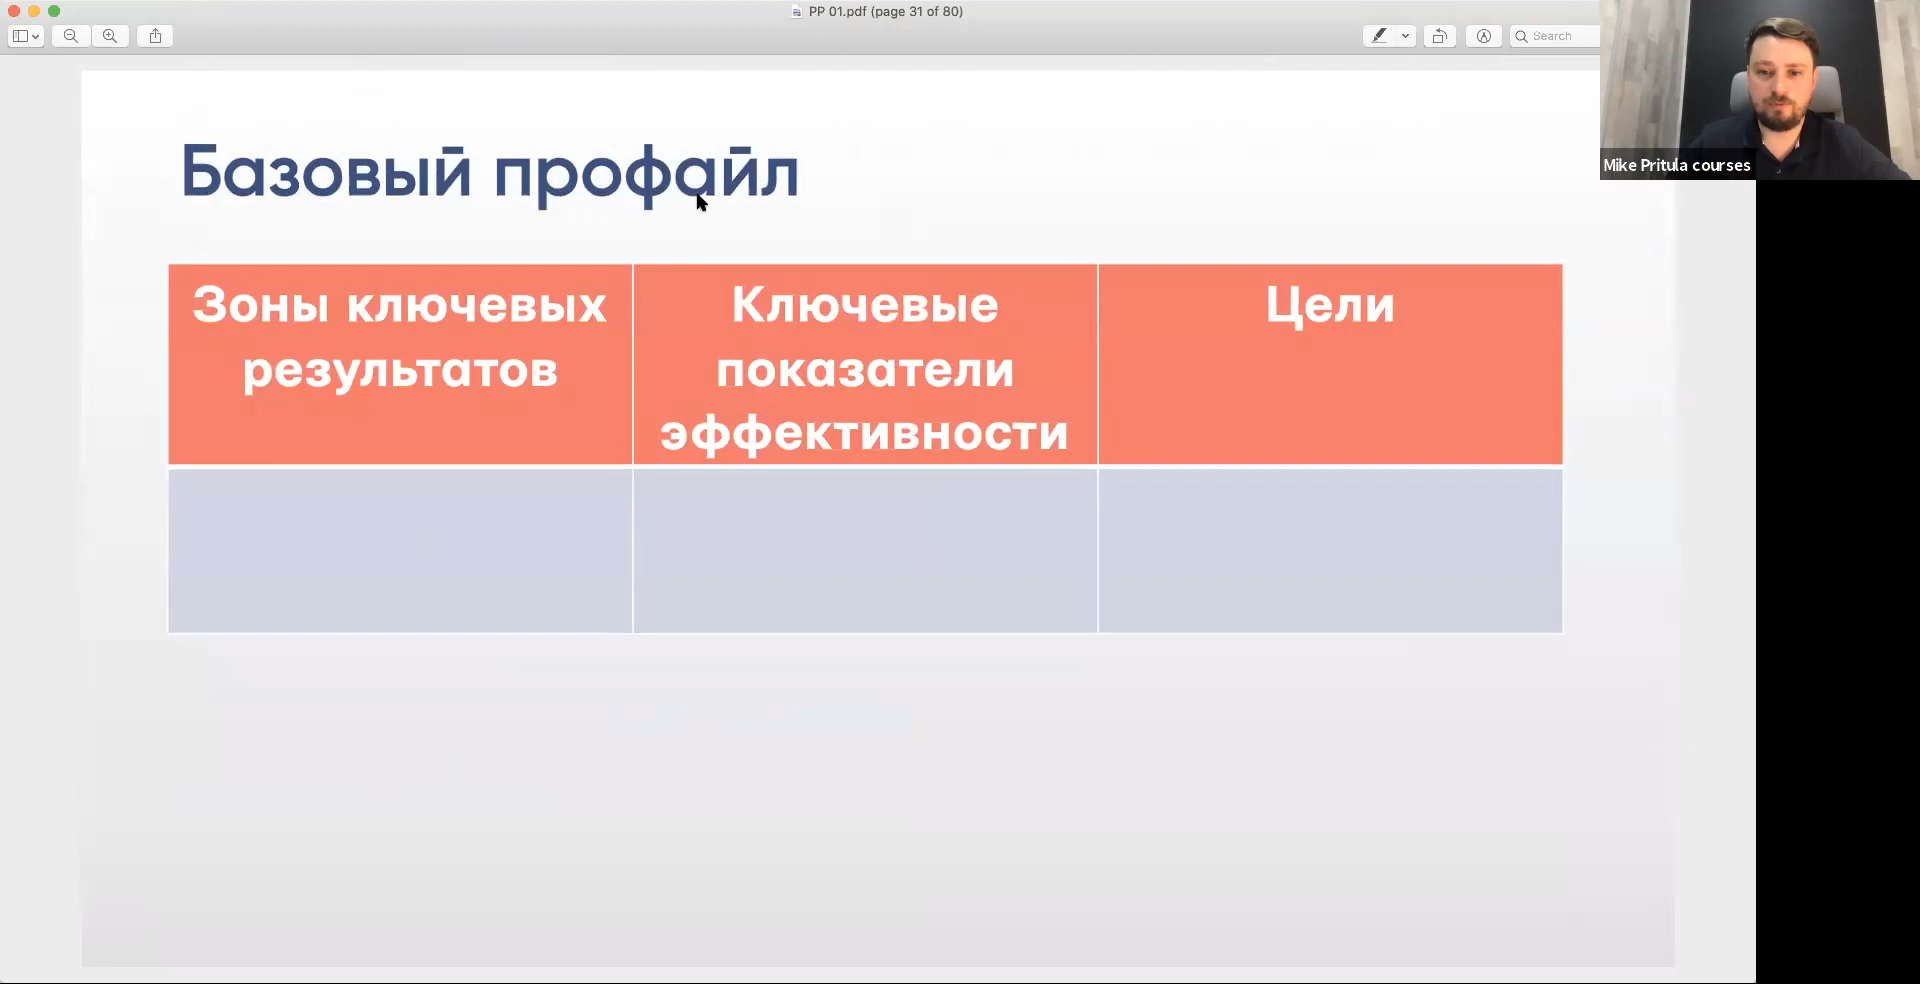 PP 01.pdf (page 31 of 80)
Search
Mike Pritula courses
Базовый профайл
Зоны ключевых
результатов
Ключевые
показатели
эффективности
Цели